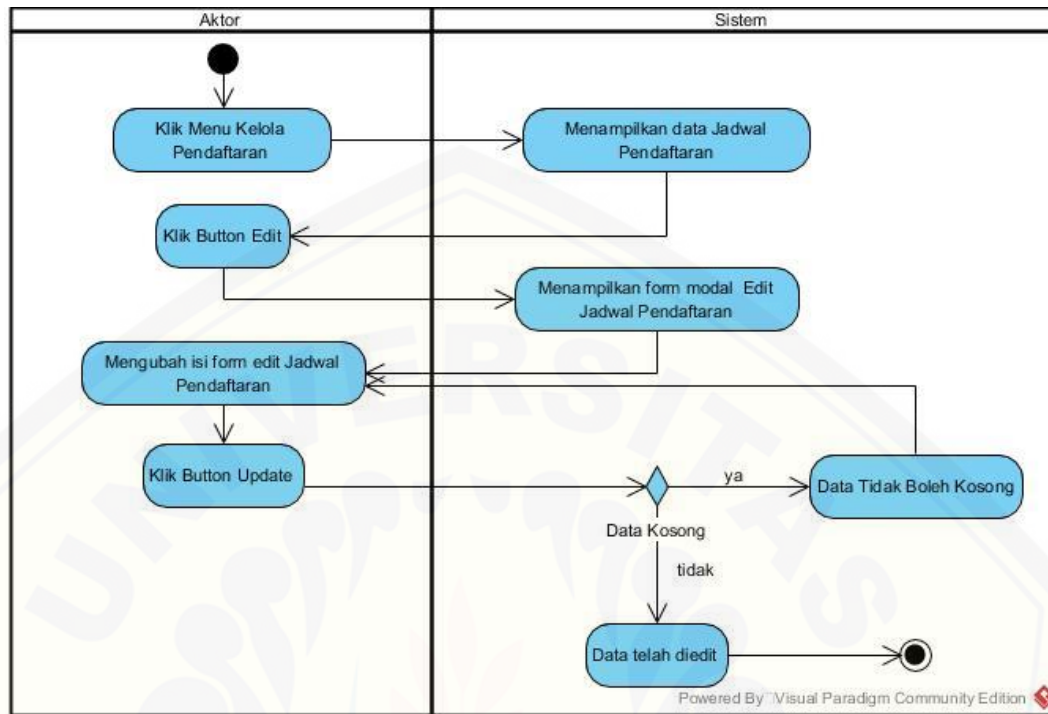 Aktor
Sistem
Klik Menu Kelola
Pendaftaran
Menampilkan data Jadwal
Pendaftaran
Klik Button Edit
Menampilkan form modal Edit
Jadwal Pendaftaran
Mengubah isi form edit Jadwal
Pendaftaran
Klik Button Update
ya
Data Tidak Boleh Kosong
Data Kosong
tidak
Data telah diedit
Powered By Visual Paradigm Community Edition
UNIVERSITAS